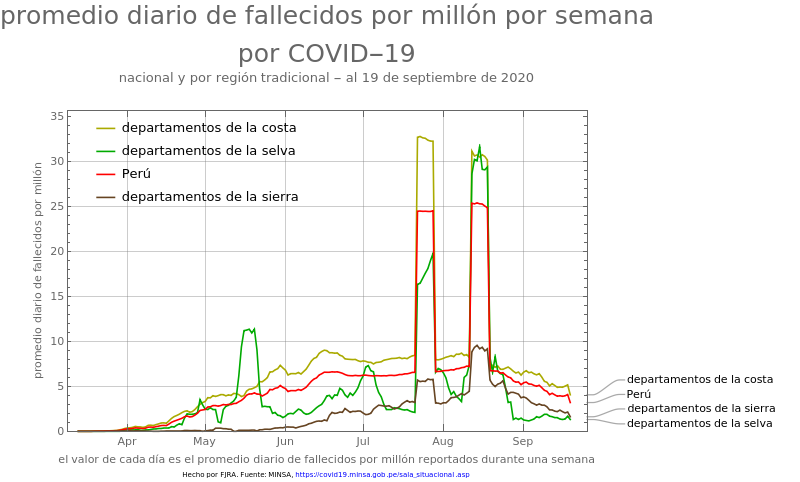 promedio diario de fallecidos por millón por semana
por COVID−19
nacional y por región tradicional − al 19 de septiembre de 2020
promedio diario de fallecidos por millón
35
30
25
20
15
10
5
0
departamentos de la costa
departamentos de la selva
Perú
departamentos de la sierra
Apr May Jun Jul Aug Sep
departamentos de la costa
Perú
departamentos de la sierra
departamentos de la selva
el valor de cada día es el promedio diario de fallecidos por millón reportados durante una semana
Hecho por FJRA. Fuente: MINSA, https://covid19.minsa.gob.pe/sala_situacional.asp